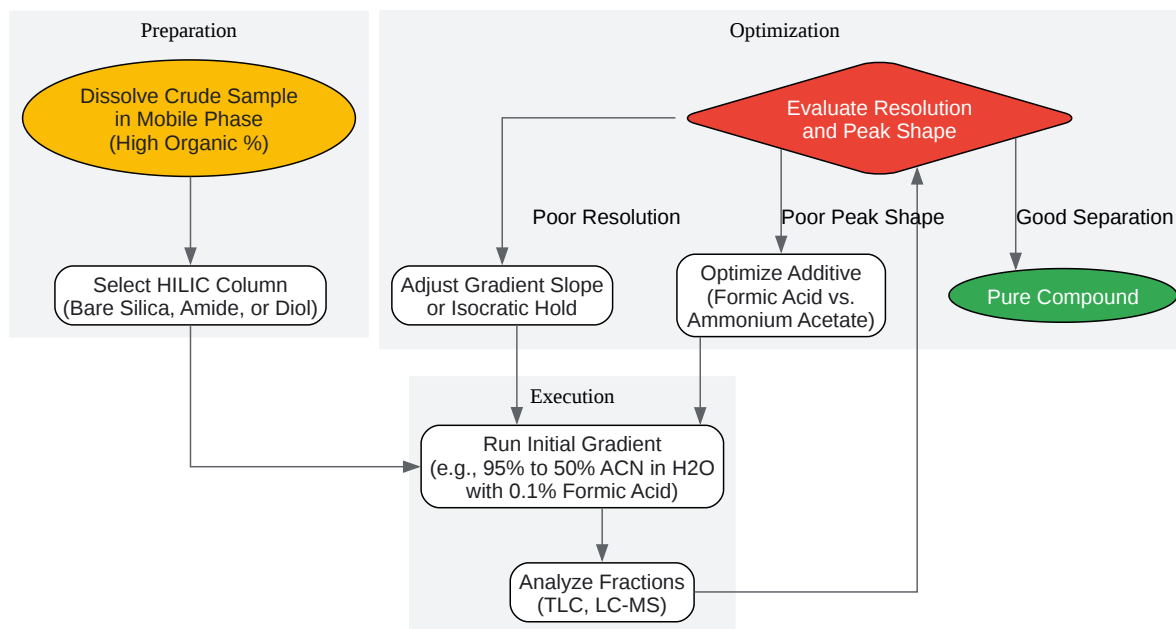 Preparation
Dissolve Crude Sample
in Mobile Phase
(High Organic %)
Select HILIC Column
(Bare Silica, Amide, or Diol)
Optimization
Evaluate Resolution
and Peak Shape
Poor Resolution
Poor Peak Shape
Good Separation
Adjust Gradient Slope
or Isocratic Hold
Optimize Additive
(Formic Acid vs.
Ammonium Acetate)
Pure Compound
Execution
Run Initial Gradient
(e.g., 95% to 50% ACN in H2O
with 0.1% Formic Acid)
Analyze Fractions
(TLC, LC-MS)